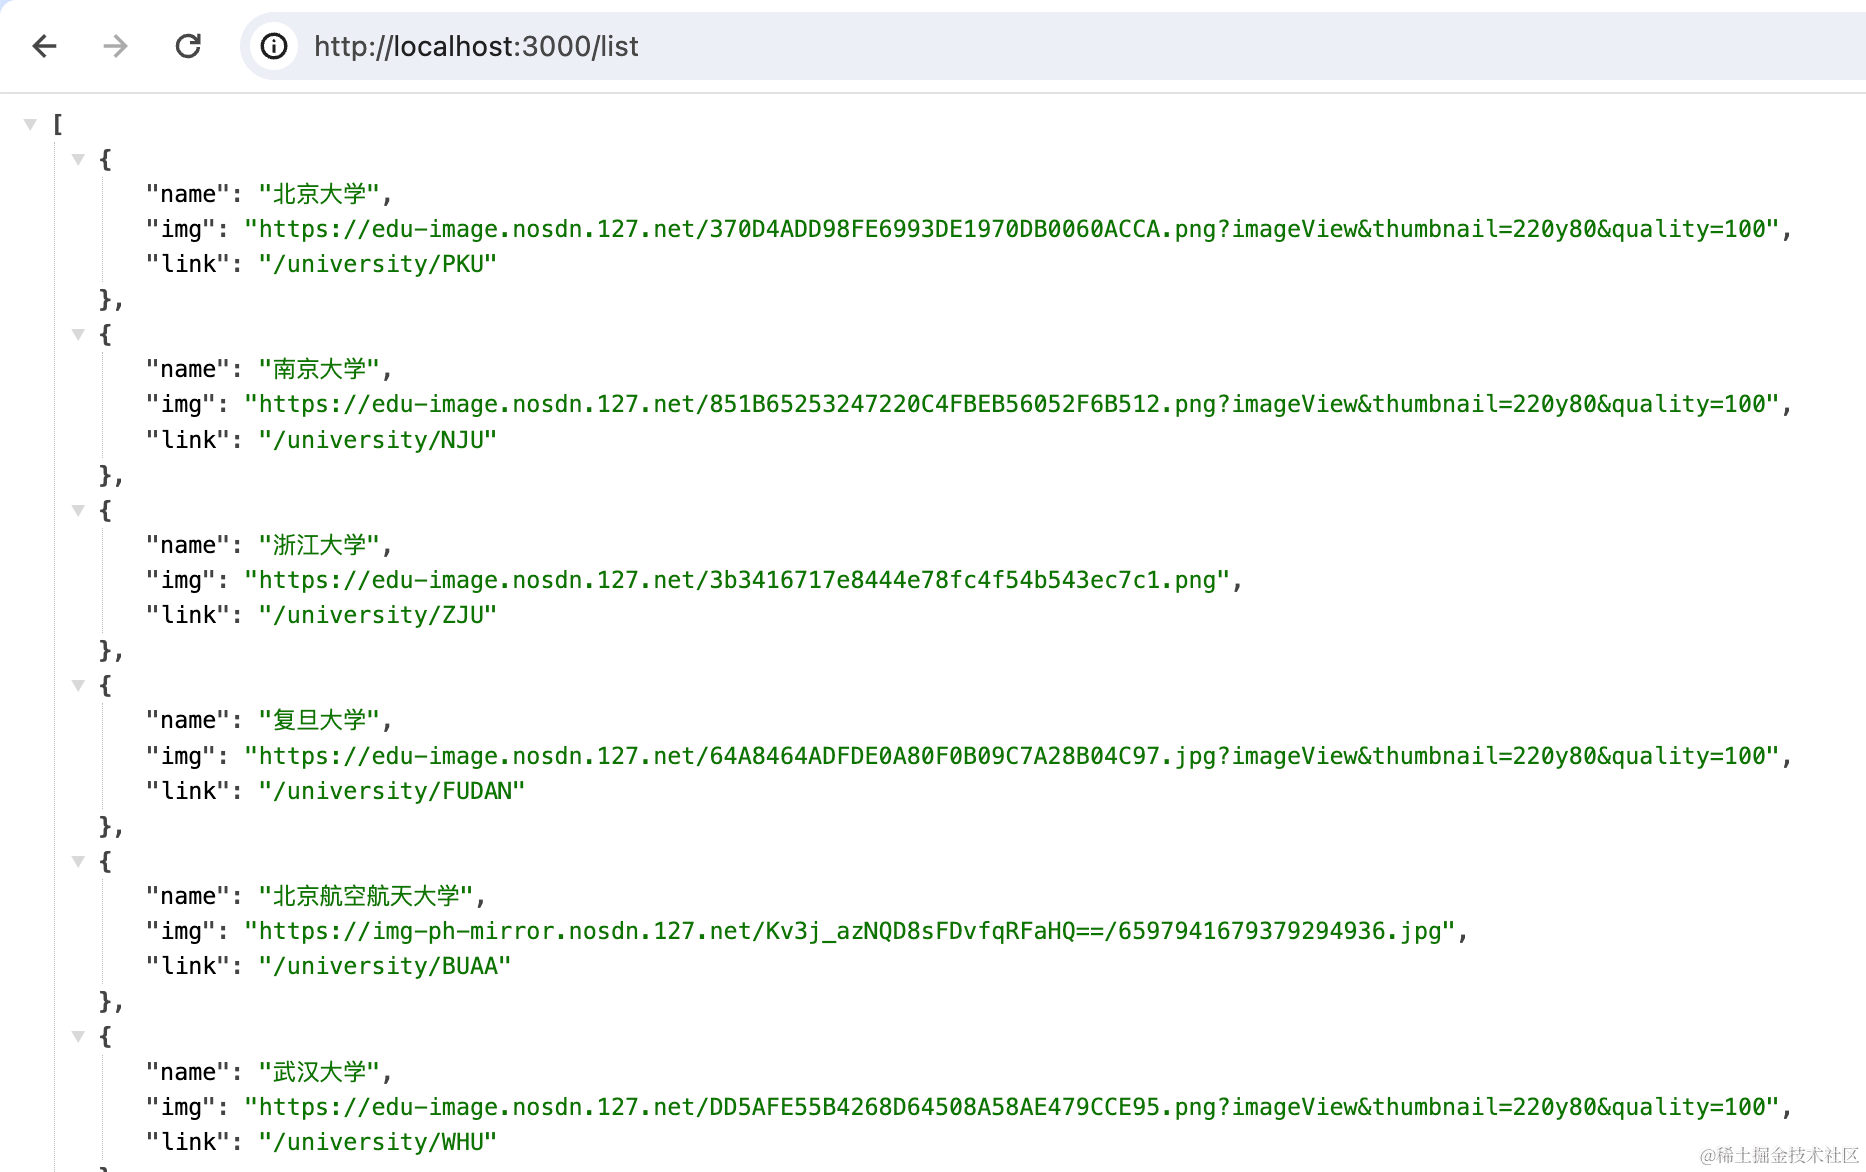 http://localhost:3000/list
[
{
"name": "北京大学",
"img": "https://edu-image.nosdn.127.net/370D4ADD98FE6993DE1970DB0060ACCA.png?imageView&thumbnail=220y80&quality=100",
"link": "/university/PKU"
},
{
"name": "南京大学",
"img": "https://edu-image.nosdn.127.net/851B65253247220C4FBEB56052F6B512.png?imageView&thumbnail=220y80&quality=100",
"link": "/university/NJU"
},
{
"name": "浙江大学",
"img": "https://edu-image.nosdn.127.net/3b3416717e8444e78fc4f54b543ec7c1.png",
"link": "/university/ZJU"
},
{
"name": "复旦大学",
"img": "https://edu-image.nosdn.127.net/64A8464ADFDE0A80F0B09C7A28B04C97.jpg?imageView&thumbnail=220y80&quality=100",
"link": "/university/FUDAN"
},
{
"name": "北京航空航天大学",
"img": "https://img-ph-mirror.nosdn.127.net/Kv3j_azNQD8sFDvfqRFaHQ==/6597941679379294936.jpg",
"link": "/university/BUAA"
},
{
"name": "武汉大学",
"img": "https://edu-image.nosdn.127.net/DD5AFE55B4268D64508A58AE479CCE95.png?imageView&thumbnail=220y80&quality=100",
"link": "/university/WHU"
@稀土掘金技术社区